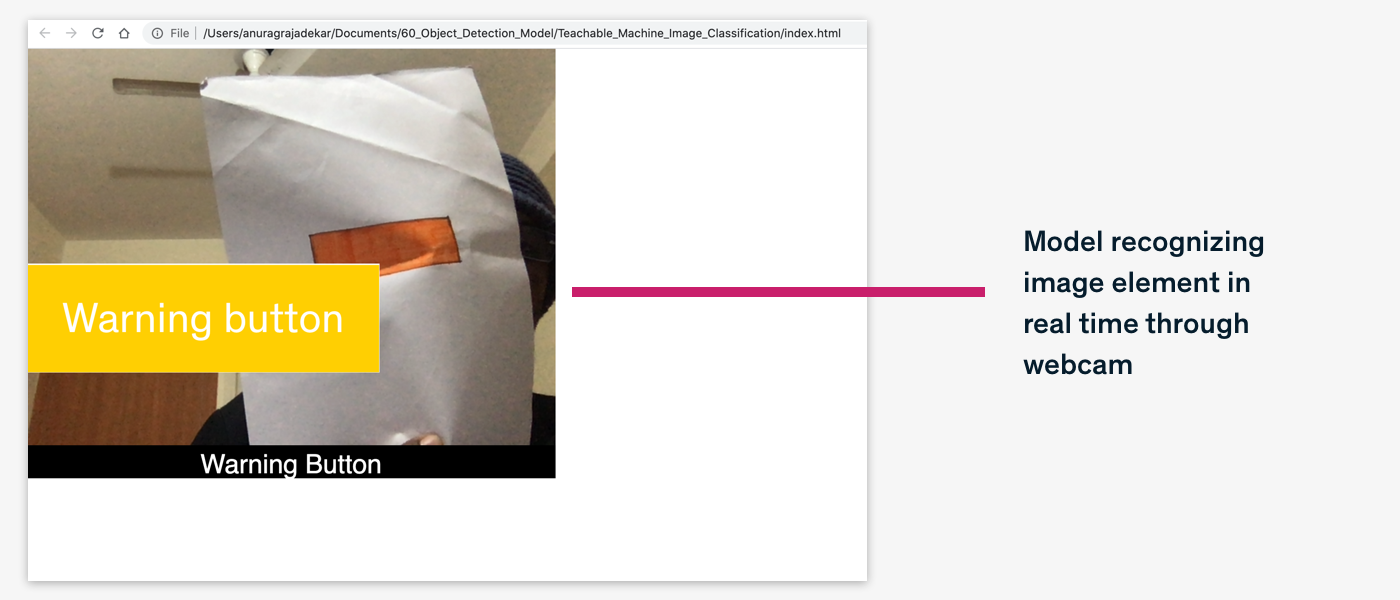 File /Users/anuragrajadekar/Documents/60_Object_Detection_Model/Teachable_Machine_Image_Classification/index.html
Warning button
Warning Button
Model recognizing
image element in
real time through
webcam